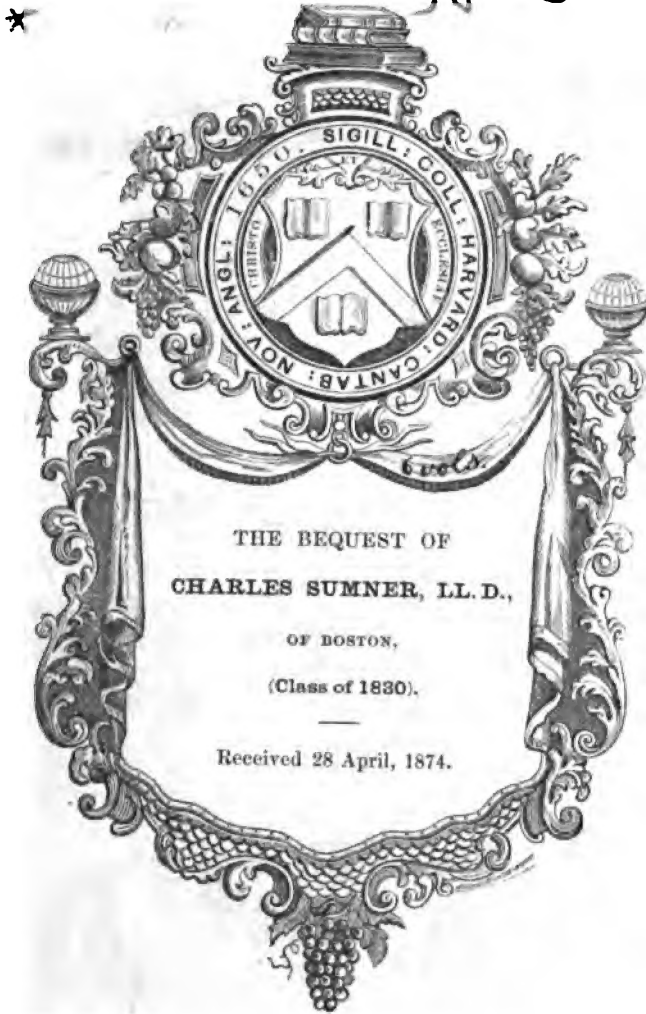 SIGILL: COLL: HARVARD: CANTAB: NOV: ANGL: 1650.
ET
CHRISTO
ECCLESIAE
6 vols.
THE BEQUEST OF
CHARLES SUMNER, LL. D.,
OF BOSTON,
(Class of 1830).
Received 28 April, 1874.